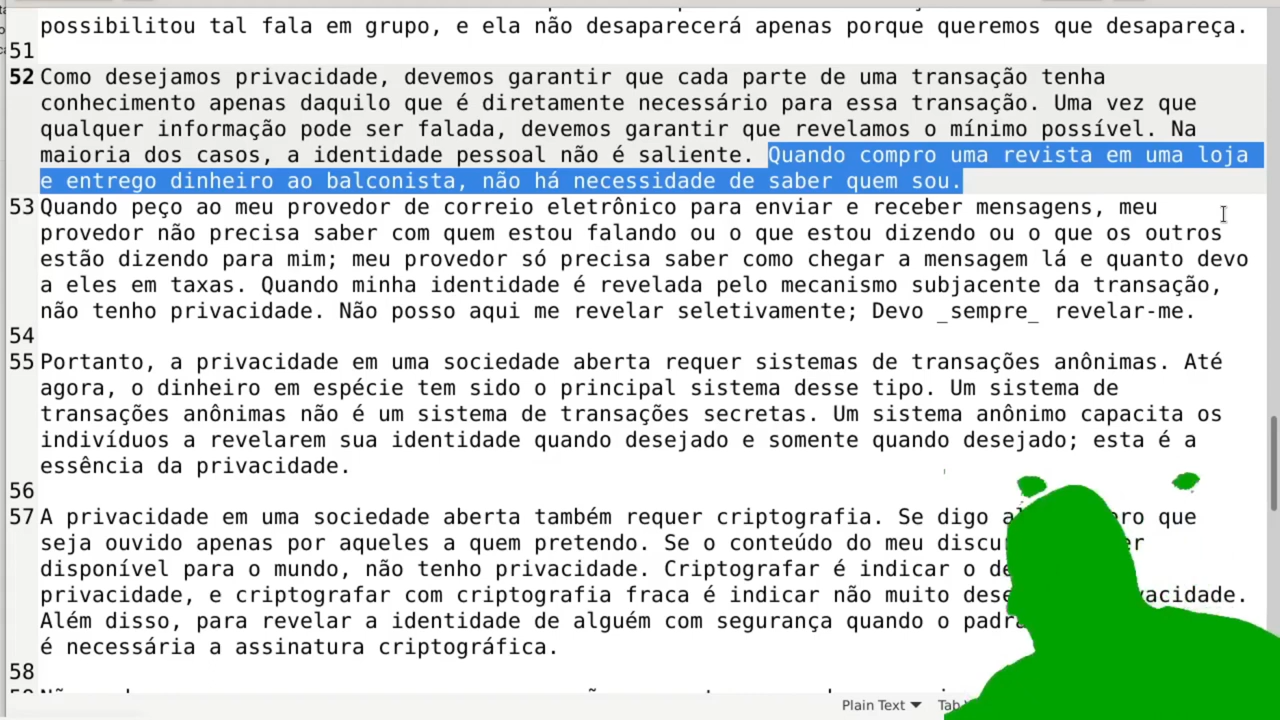 possibilitou tal fala em grupo, e ela não desaparecerá apenas porque queremos que desapareça.
51
52 Como desejamos privacidade, devemos garantir que cada parte de uma transação tenha
conhecimento apenas daquilo que é diretamente necessário para essa transação. Uma vez que
qualquer informação pode ser falada, devemos garantir que revelamos o mínimo possível. Na
maioria dos casos, a identidade pessoal não é saliente. Quando compro uma revista em uma loja
e entrego dinheiro ao balconista, não há necessidade de saber quem sou.
53 Quando peço ao meu provedor de correio eletrônico para enviar e receber mensagens, meu
provedor não precisa saber com quem estou falando ou o que estou dizendo ou o que os outros
estão dizendo para mim; meu provedor só precisa saber como chegar a mensagem lá e quanto devo
a eles em taxas. Quando minha identidade é revelada pelo mecanismo subjacente da transação,
não tenho privacidade. Não posso aqui me revelar seletivamente; Devo _sempre_ revelar-me.
54
55 Portanto, a privacidade em uma sociedade aberta requer sistemas de transações anônimas. Até
agora, o dinheiro em espécie tem sido o principal sistema desse tipo. Um sistema de
transações anônimas não é um sistema de transações secretas. Um sistema anônimo capacita os
indivíduos a revelarem sua identidade quando desejado e somente quando desejado; esta é a
essência da privacidade.
56
57 A privacidade em uma sociedade aberta também requer criptografia. Se digo que
seja ouvido apenas por aqueles a quem pretendo. Se o conteúdo do meu
disponível para o mundo, não tenho privacidade. Criptografar é indicar o
privacidade, e criptografar com criptografia fraca é indicar não muito
Além disso, para revelar a identidade de alguém com segurança quando o
é necessária a assinatura criptográfica.
58
Plain Text